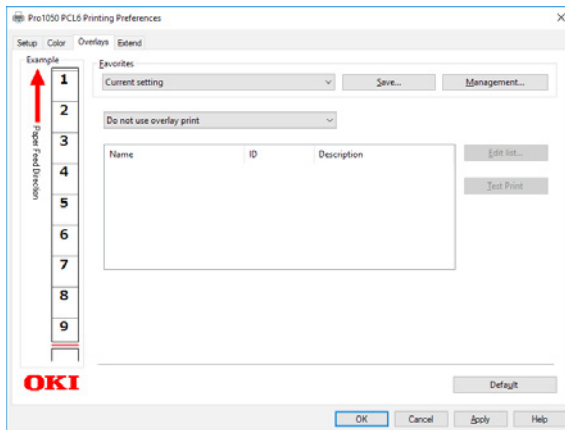 Pro1050 PCL6 Printing Preferences
Setup Color Overlays Extend
Example
1
2
3
4
5
6
7
8
9
Paper Feed Direction
OKI
Favorites
Current setting
Save...
Management...
Do not use overlay print
Name ID Description
Edit list...
Test Print
Default
OK Cancel Apply Help